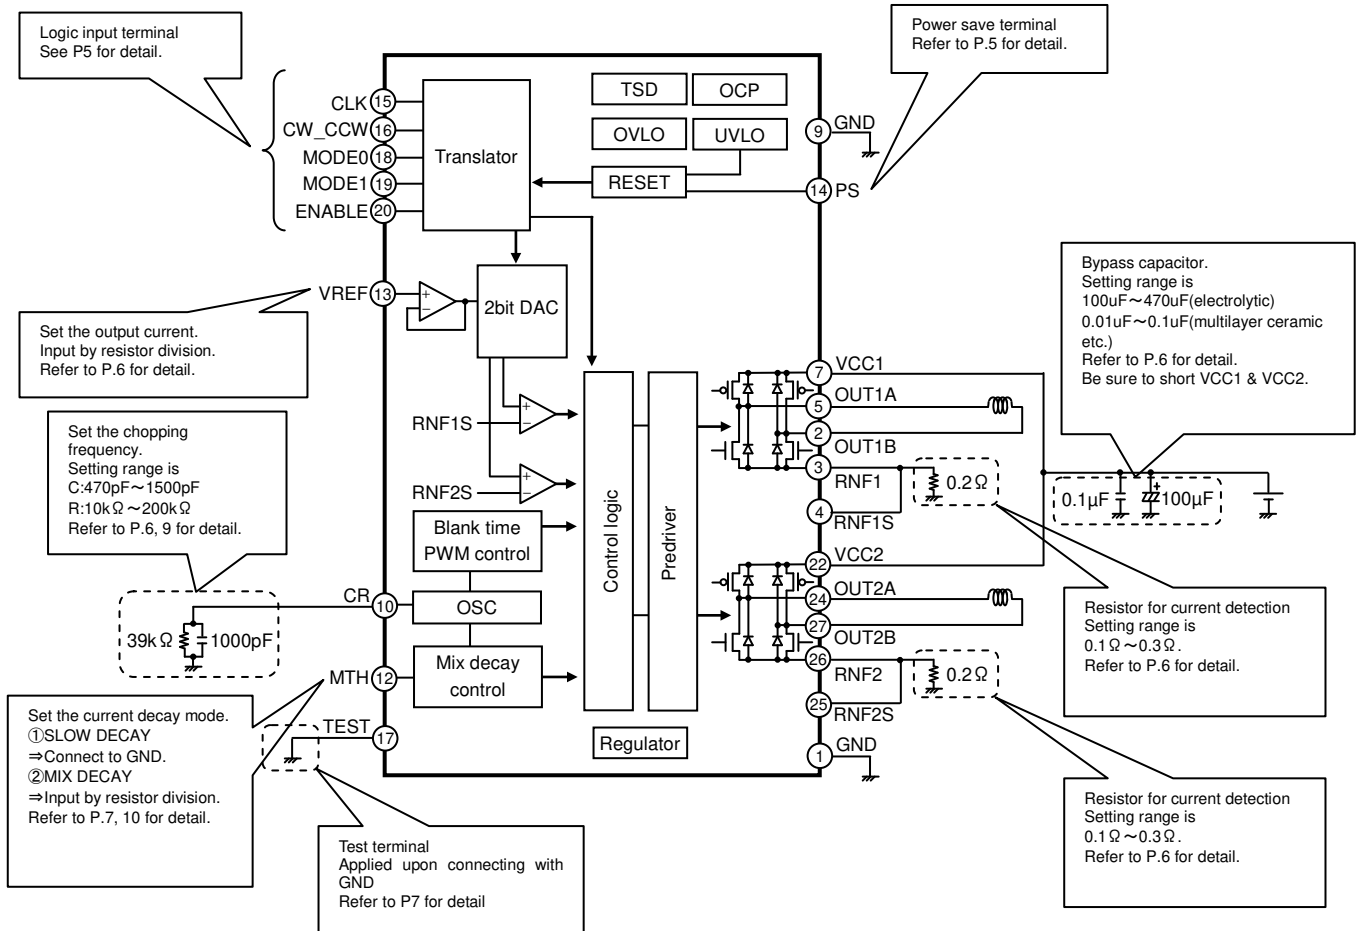 Logic input terminal
See P5 for detail.
Power save terminal
Refer to P.5 for detail.
CLK 15
CW_CCW 16
MODE0 18
MODE1 19
ENABLE 20
Translator
TSD
OCP
OVLO
UVLO
RESET
9 GND
14 PS
VREF 13
2bit DAC
Set the output current.
Input by resistor division.
Refer to P.6 for detail.
Bypass capacitor.
Setting range is
100uF～470uF(electrolytic)
0.01uF～0.1uF(multilayer ceramic
etc.)
Refer to P.6 for detail.
Be sure to short VCC1 & VCC2.
Set the chopping
frequency.
Setting range is
C:470pF～1500pF
R:10kΩ～200kΩ
Refer to P.6, 9 for detail.
RNF1S
RNF2S
Blank time
PWM control
OSC
Mix decay
control
Control logic
Predriver
Regulator
7 VCC1
5 OUT1A
2 OUT1B
3 RNF1
4 RNF1S
0.2Ω
0.1μF
100μF
22 VCC2
24 OUT2A
27 OUT2B
26 RNF2
25 RNF2S
0.2Ω
1 GND
CR 10
39kΩ
1000pF
MTH 12
TEST 17
Set the current decay mode.
①SLOW DECAY
⇒Connect to GND.
②MIX DECAY
⇒Input by resistor division.
Refer to P.7, 10 for detail.
Test terminal
Applied upon connecting with
GND
Refer to P7 for detail
Resistor for current detection
Setting range is
0.1Ω～0.3Ω.
Refer to P.6 for detail.
Resistor for current detection
Setting range is
0.1Ω～0.3Ω.
Refer to P.6 for detail.